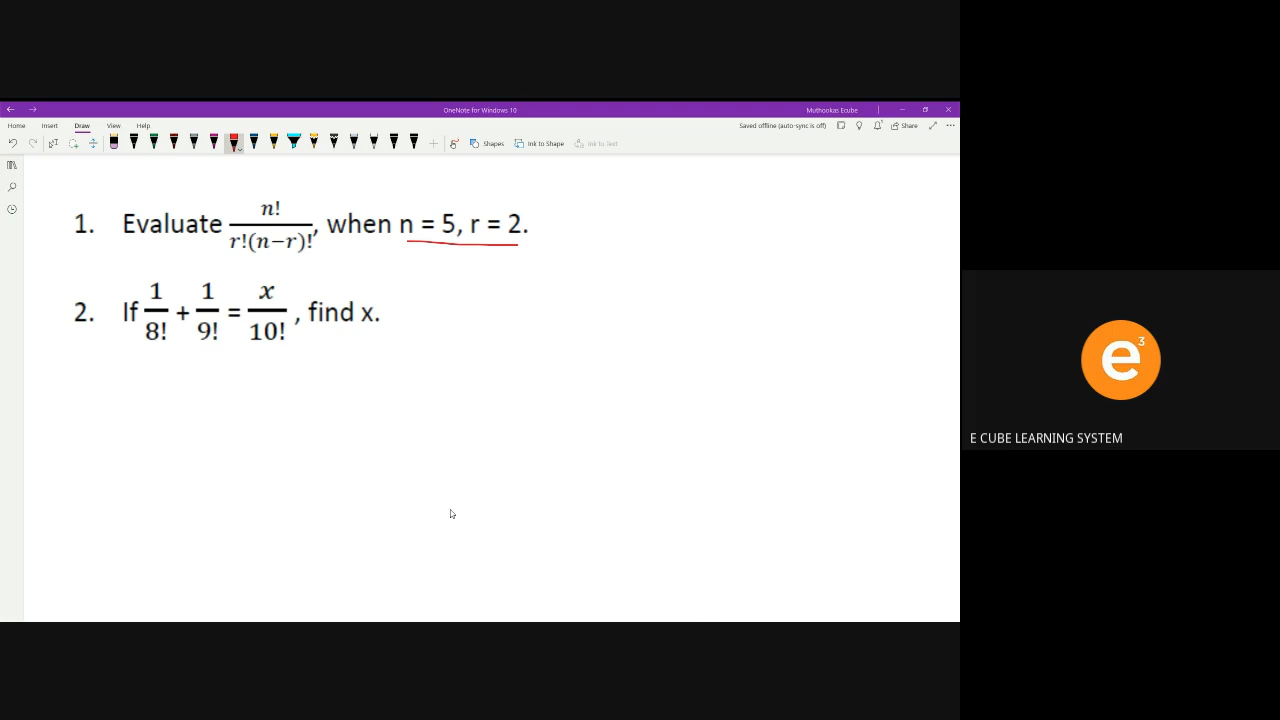 OneNote for Windows 10
Muthookas Ecube
Home Insert Draw View Help
Saved offline (auto-sync is off)
Share
Shapes
Ink to Shape
Ink to Text
1. Evaluate n! / r!(n−r)!, when n = 5, r = 2.
2. If 1/8! + 1/9! = x/10! , find x.
e3
E CUBE LEARNING SYSTEM